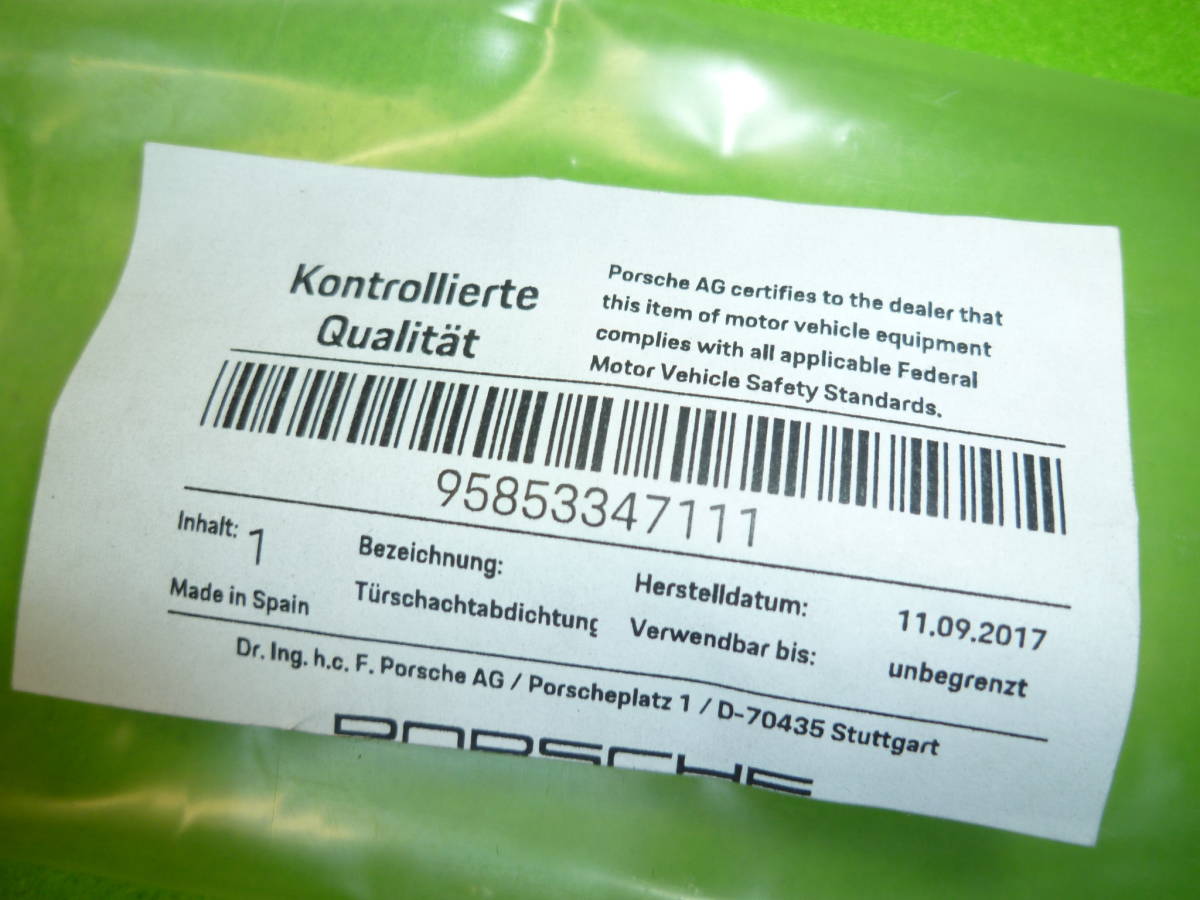 Kontrollierte
Qualität
Porsche AG certifies to the dealer that
this item of motor vehicle equipment
complies with all applicable Federal
Motor Vehicle Safety Standards.
95853347111
Inhalt: 1
Made in Spain
Bezeichnung:
Türschachtabdichtung
Herstelldatum: 11.09.2017
Verwendbar bis: unbegrenzt
Dr. Ing. h.c. F. Porsche AG / Porscheplatz 1 / D-70435 Stuttgart
PORSCHE